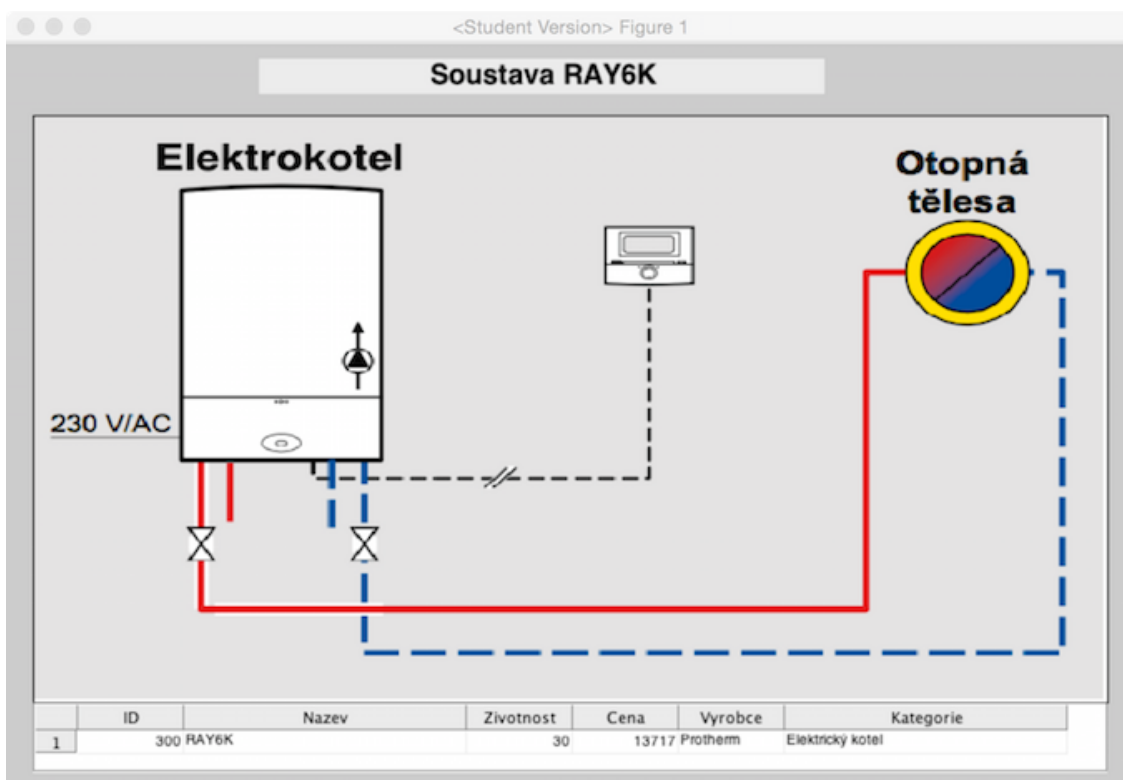 <Student Version> Figure 1
Soustava RAY6K
Elektrokotel
Otopná
tělesa
230 V/AC
ID Nazev Zivotnost Cena Vyrobce Kategorie
1 300 RAY6K 30 13717 Protherm Elektrický kotel